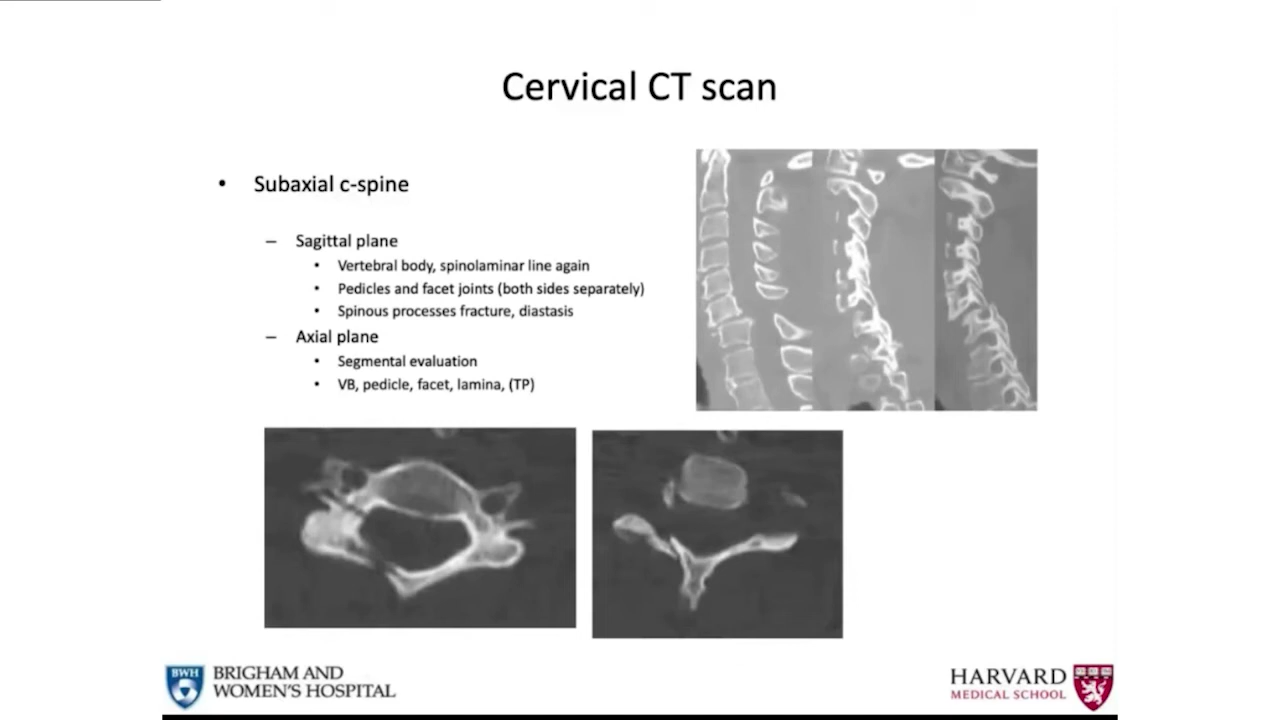 Cervical CT scan
• Subaxial c-spine
– Sagittal plane
• Vertebral body, spinolaminar line again
• Pedicles and facet joints (both sides separately)
• Spinous processes fracture, diastasis
– Axial plane
• Segmental evaluation
• VB, pedicle, facet, lamina, (TP)
BWH
BRIGHAM AND
WOMEN'S HOSPITAL
HARVARD
MEDICAL SCHOOL